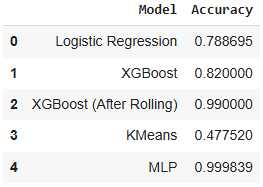 Model Accuracy
0 Logistic Regression 0.788695
1 XGBoost 0.820000
2 XGBoost (After Rolling) 0.990000
3 KMeans 0.477520
4 MLP 0.999839